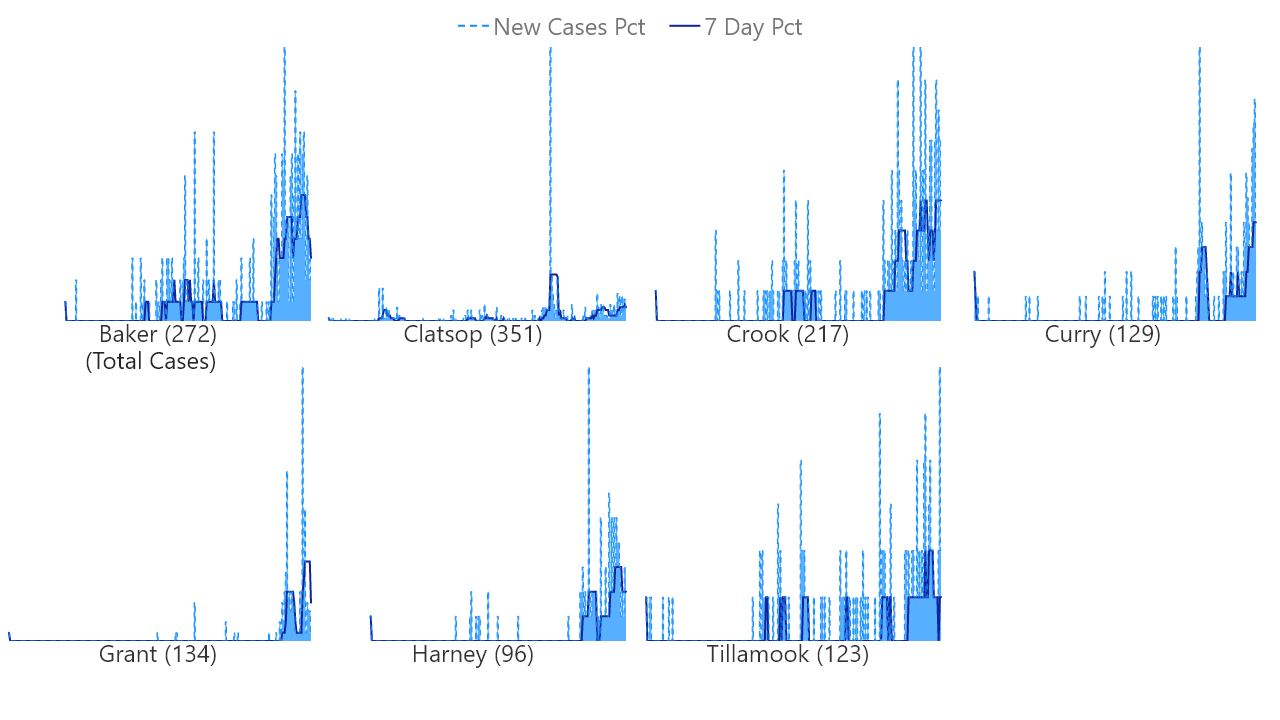 New Cases Pct 7 Day Pct
Baker (272)
(Total Cases)
Clatsop (351)
Crook (217)
Curry (129)
Grant (134)
Harney (96)
Tillamook (123)